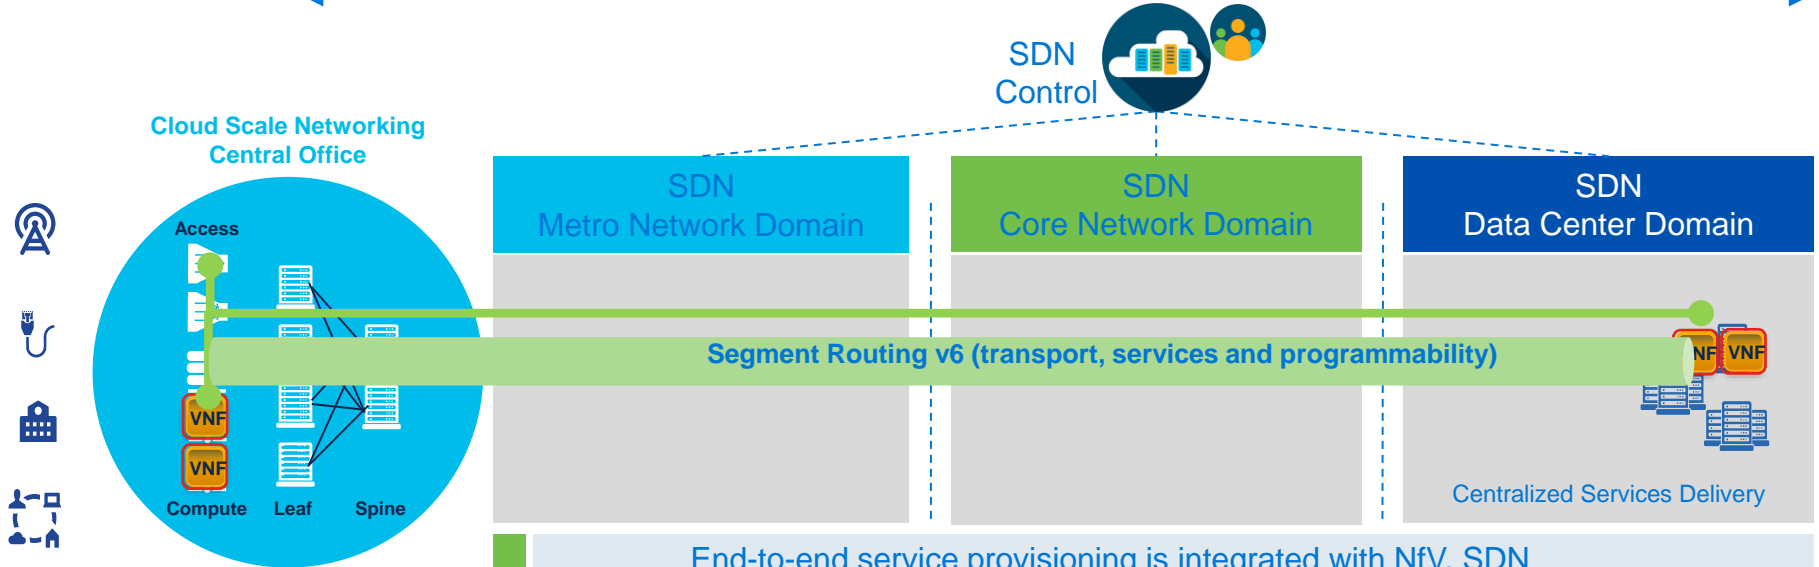 SDN
Control
Cloud Scale Networking
Central Office
SDN
Metro Network Domain
SDN
Core Network Domain
SDN
Data Center Domain
Access
Segment Routing v6 (transport, services and programmability)
VNF
VNF
VNF
VNF
Compute
Leaf
Spine
Centralized Services Delivery
End-to-end service provisioning is integrated with NfV, SDN